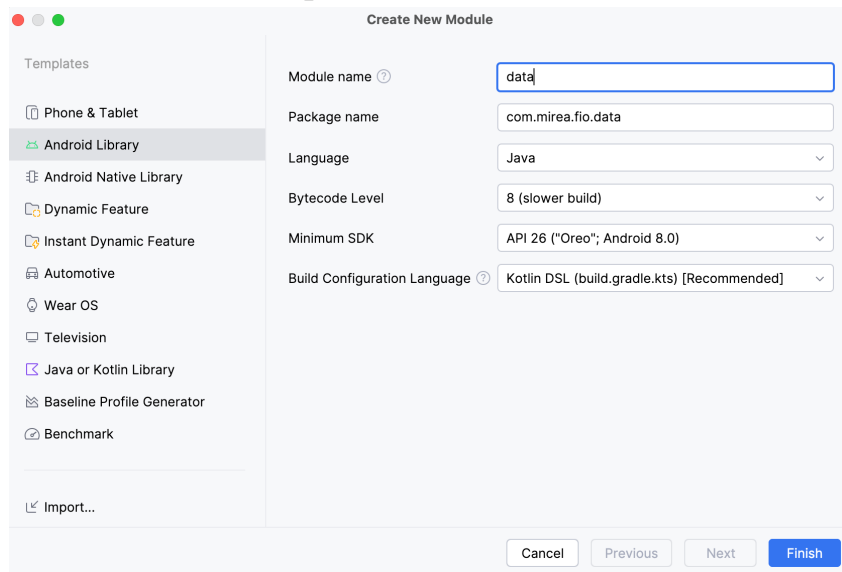 Create New Module
Templates
Phone & Tablet
Android Library
Android Native Library
Dynamic Feature
Instant Dynamic Feature
Automotive
Wear OS
Television
Java or Kotlin Library
Baseline Profile Generator
Benchmark
Import...
Module name ? data
Package name com.mirea.fio.data
Language Java
Bytecode Level 8 (slower build)
Minimum SDK API 26 ("Oreo"; Android 8.0)
Build Configuration Language ? Kotlin DSL (build.gradle.kts) [Recommended]
Cancel Previous Next Finish